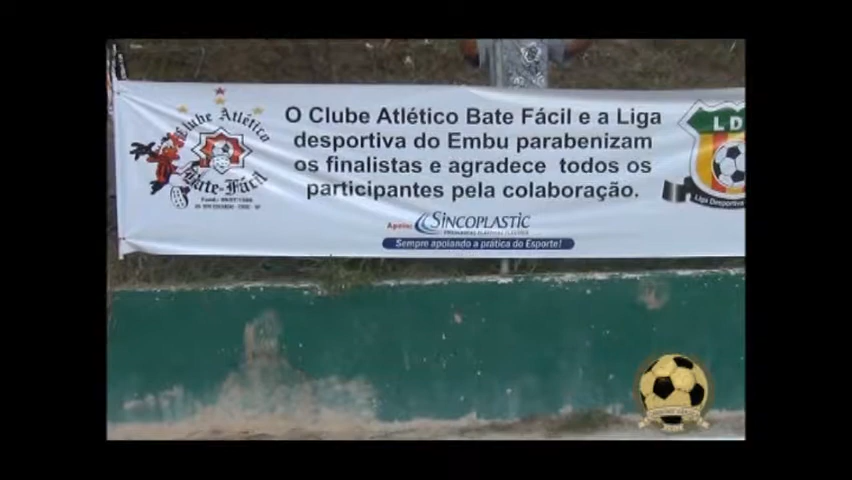 Clube Atlético
Bate-Fácil
O Clube Atlético Bate Fácil e a Liga
desportiva do Embu parabenizam
os finalistas e agradece todos os
participantes pela colaboração.
Apoio: SINCOPLASTIC
Sempre apoiando a prática do Esporte!
LD
Liga Desportiva